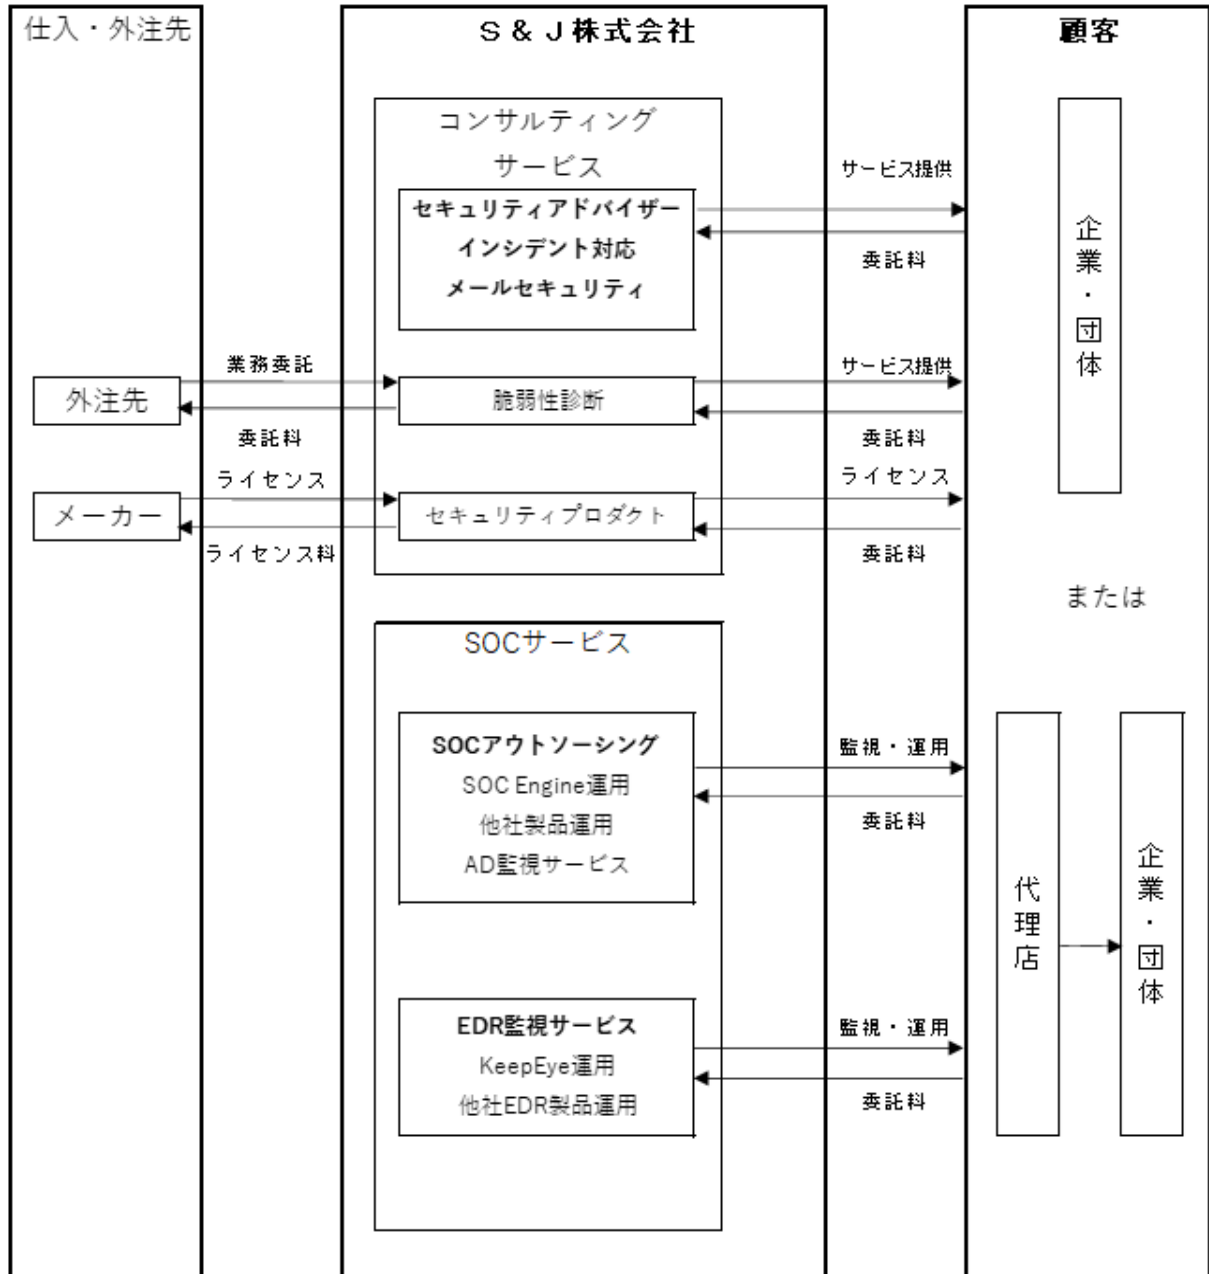 仕入・外注先
S & J 株式会社
顧客
コンサルティング
サービス
セキュリティアドバイザー
インシデント対応
メールセキュリティ
サービス提供
委託料
企業・団体
業務委託
外注先
委託料
脆弱性診断
サービス提供
委託料
ライセンス
メーカー
ライセンス料
セキュリティプロダクト
ライセンス
委託料
または
SOCサービス
SOCアウトソーシング
SOC Engine運用
他社製品運用
AD監視サービス
監視・運用
委託料
代理店
企業・団体
EDR監視サービス
KeepEye運用
他社EDR製品運用
監視・運用
委託料